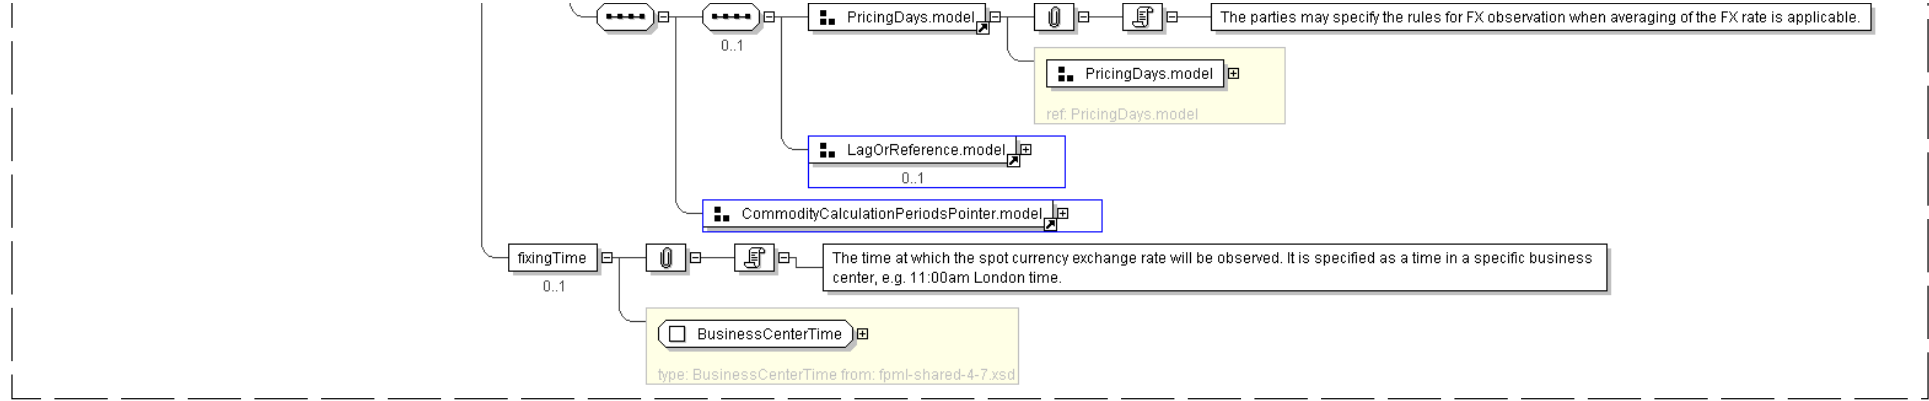 PricingDays.model
The parties may specify the rules for FX observation when averaging of the FX rate is applicable.
0..1
PricingDays.model
ref: PricingDays.model
LagOrReference.model
0..1
CommodityCalculationPeriodsPointer.model
fixingTime
The time at which the spot currency exchange rate will be observed. It is specified as a time in a specific business
center, e.g. 11:00am London time.
0..1
BusinessCenterTime
type: BusinessCenterTime from: fpml-shared-4-7.xsd